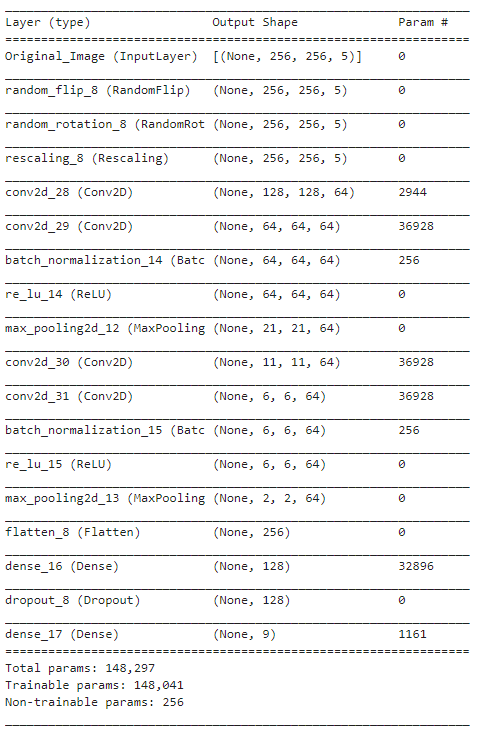 Layer (type)                 Output Shape              Param #
Original_Image (InputLayer)  [(None, 256, 256, 5)]     0
random_flip_8 (RandomFlip)   (None, 256, 256, 5)       0
random_rotation_8 (RandomRot (None, 256, 256, 5)       0
rescaling_8 (Rescaling)      (None, 256, 256, 5)       0
conv2d_28 (Conv2D)           (None, 128, 128, 64)      2944
conv2d_29 (Conv2D)           (None, 64, 64, 64)        36928
batch_normalization_14 (Batc (None, 64, 64, 64)        256
re_lu_14 (ReLU)              (None, 64, 64, 64)        0
max_pooling2d_12 (MaxPooling (None, 21, 21, 64)        0
conv2d_30 (Conv2D)           (None, 11, 11, 64)        36928
conv2d_31 (Conv2D)           (None, 6, 6, 64)          36928
batch_normalization_15 (Batc (None, 6, 6, 64)          256
re_lu_15 (ReLU)              (None, 6, 6, 64)          0
max_pooling2d_13 (MaxPooling (None, 2, 2, 64)          0
flatten_8 (Flatten)          (None, 256)               0
dense_16 (Dense)             (None, 128)               32896
dropout_8 (Dropout)          (None, 128)               0
dense_17 (Dense)             (None, 9)                 1161
Total params: 148,297
Trainable params: 148,041
Non-trainable params: 256